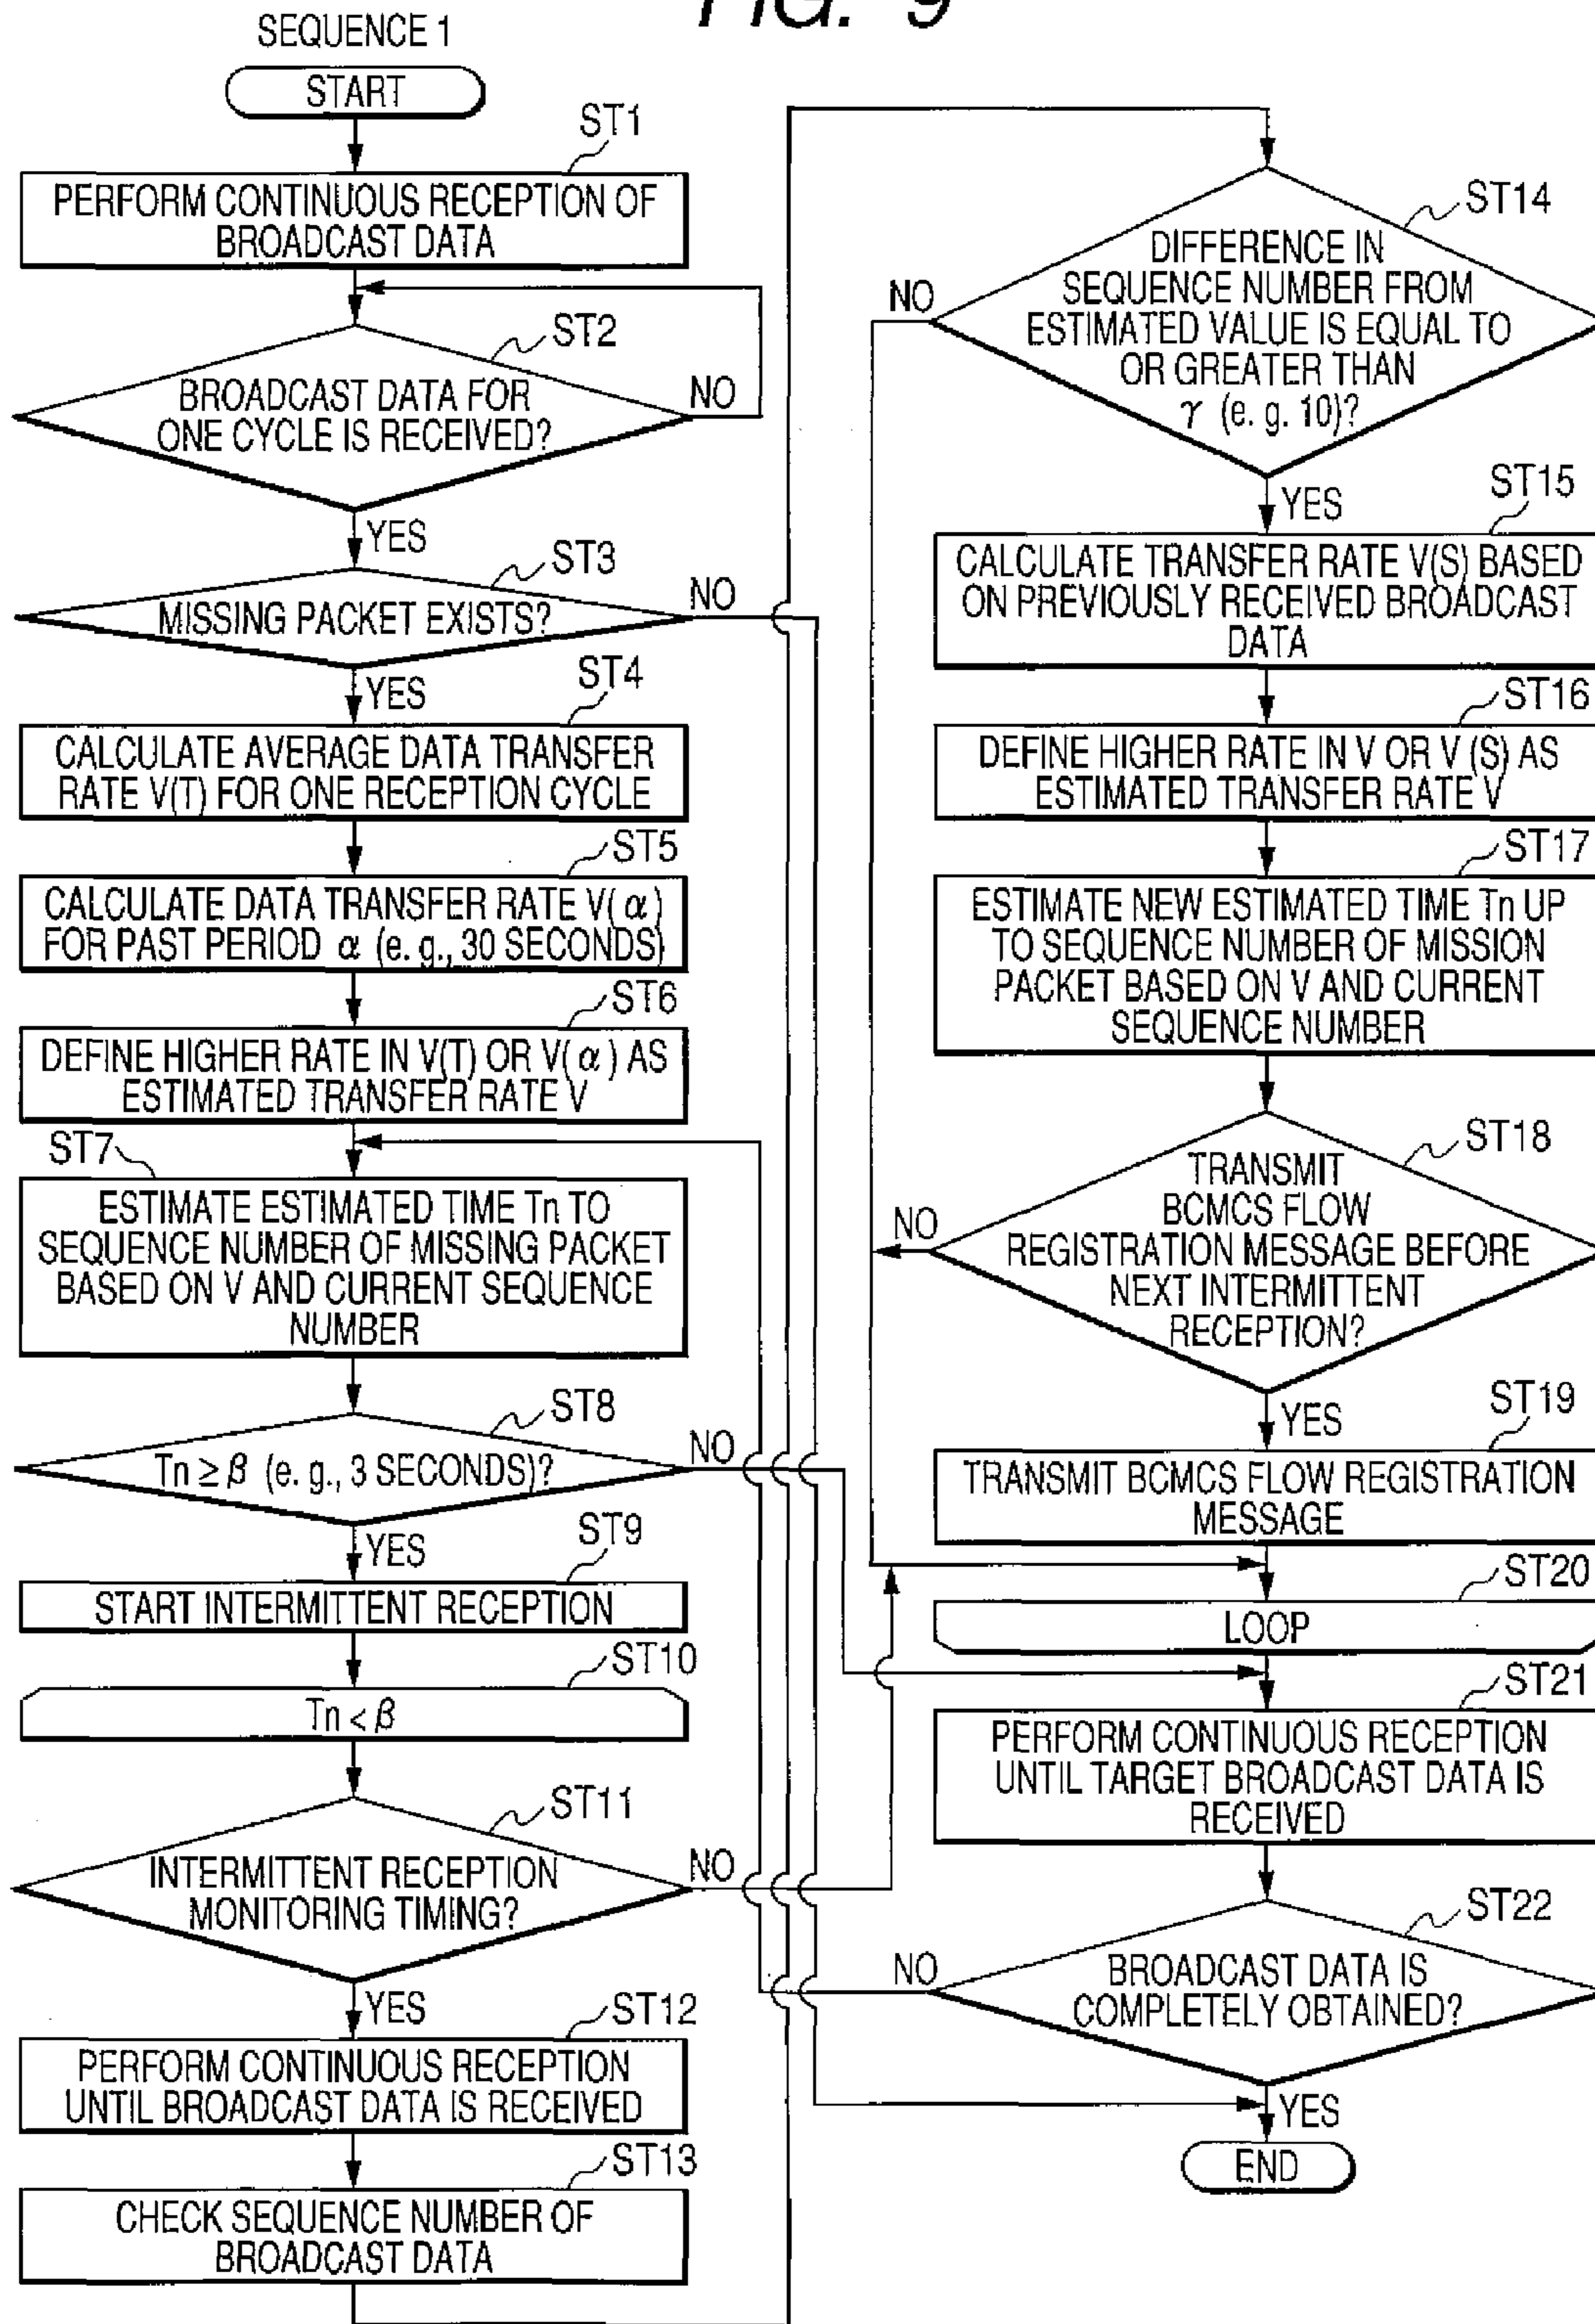 FIG. 9
SEQUENCE 1
START
ST1
PERFORM CONTINUOUS RECEPTION OF
BROADCAST DATA
ST2
BROADCAST DATA FOR
ONE CYCLE IS RECEIVED?
NO
YES
ST3
MISSING PACKET EXISTS?
NO
YES
ST4
CALCULATE AVERAGE DATA TRANSFER
RATE V(T) FOR ONE RECEPTION CYCLE
ST5
CALCULATE DATA TRANSFER RATE V(α)
FOR PAST PERIOD α (e. g., 30 SECONDS)
ST6
DEFINE HIGHER RATE IN V(T) OR V(α) AS
ESTIMATED TRANSFER RATE V
ST7
ESTIMATE ESTIMATED TIME Tn TO
SEQUENCE NUMBER OF MISSING PACKET
BASED ON V AND CURRENT SEQUENCE
NUMBER
ST8
Tn ≥ β (e. g., 3 SECONDS)?
NO
YES
ST9
START INTERMITTENT RECEPTION
ST10
Tn < β
ST11
INTERMITTENT RECEPTION
MONITORING TIMING?
NO
YES
ST12
PERFORM CONTINUOUS RECEPTION
UNTIL BROADCAST DATA IS RECEIVED
ST13
CHECK SEQUENCE NUMBER OF
BROADCAST DATA
ST14
DIFFERENCE IN
SEQUENCE NUMBER FROM
ESTIMATED VALUE IS EQUAL TO
OR GREATER THAN
γ (e. g. 10)?
NO
YES
ST15
CALCULATE TRANSFER RATE V(S) BASED
ON PREVIOUSLY RECEIVED BROADCAST
DATA
ST16
DEFINE HIGHER RATE IN V OR V (S) AS
ESTIMATED TRANSFER RATE V
ST17
ESTIMATE NEW ESTIMATED TIME Tn UP
TO SEQUENCE NUMBER OF MISSION
PACKET BASED ON V AND CURRENT
SEQUENCE NUMBER
ST18
TRANSMIT
BCMCS FLOW
REGISTRATION MESSAGE BEFORE
NEXT INTERMITTENT
RECEPTION?
NO
YES
ST19
TRANSMIT BCMCS FLOW REGISTRATION
MESSAGE
ST20
LOOP
ST21
PERFORM CONTINUOUS RECEPTION
UNTIL TARGET BROADCAST DATA IS
RECEIVED
ST22
BROADCAST DATA IS
COMPLETELY OBTAINED?
NO
YES
END